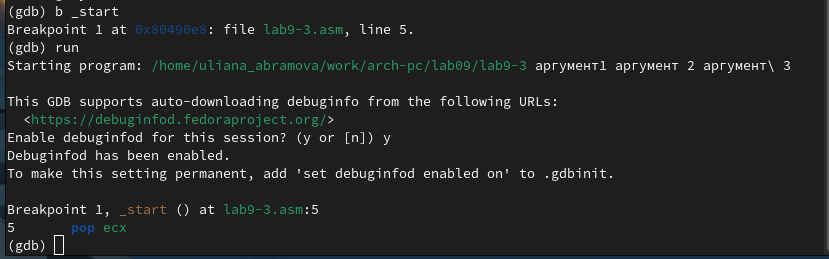 (gdb) b _start
Breakpoint 1 at 0x80490e8: file lab9-3.asm, line 5.
(gdb) run
Starting program: /home/uliana_abramova/work/arch-pc/lab09/lab9-3 аргумент1 аргумент 2 аргумент\ 3
This GDB supports auto-downloading debuginfo from the following URLs:
<https://debuginfod.fedoraproject.org/>
Enable debuginfod for this session? (y or [n]) y
Debuginfod has been enabled.
To make this setting permanent, add 'set debuginfod enabled on' to .gdbinit.
Breakpoint 1, _start () at lab9-3.asm:5
5 pop ecx
(gdb)